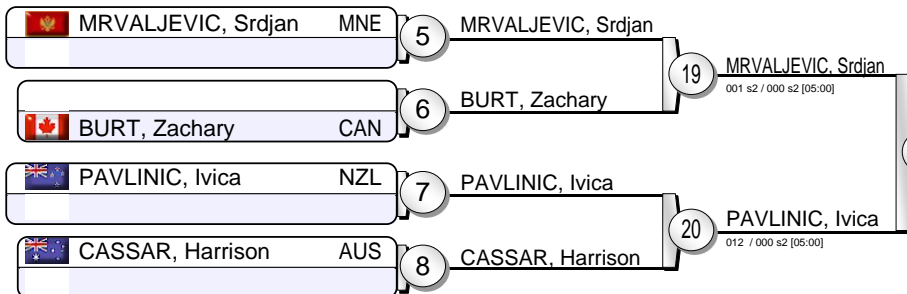 MRVALJEVIC, Srdjan MNE
5
MRVALJEVIC, Srdjan
19
MRVALJEVIC, Srdjan
001 s2 / 000 s2 [05:00]
6
BURT, Zachary
BURT, Zachary CAN
PAVLINIC, Ivica NZL
7
PAVLINIC, Ivica
20
PAVLINIC, Ivica
012 / 000 s2 [05:00]
CASSAR, Harrison AUS
8
CASSAR, Harrison